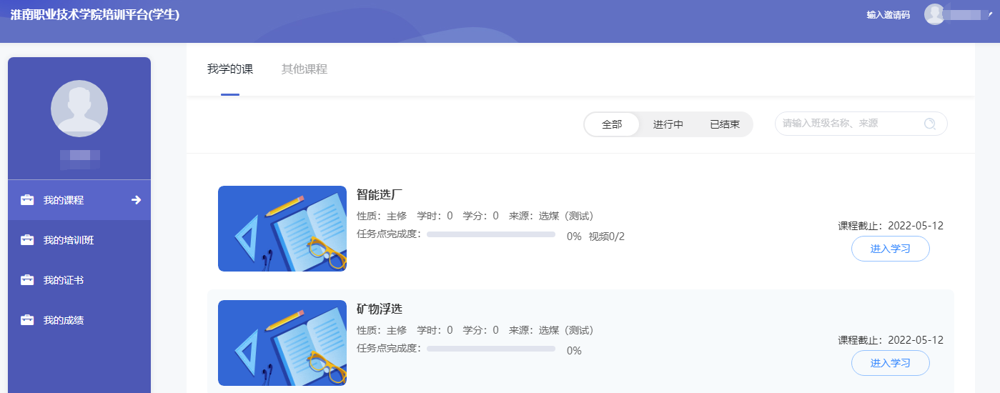 淮南职业技术学院培训平台(学生)
输入邀请码
我学的课 其他课程
全部 进行中 已结束 请输入班级名称、来源
我的课程
我的培训班
我的证书
我的成绩
智能选厂
性质：主修 学时：0 学分：0 来源：选煤（测试）
任务点完成度： 0% 视频0/2
课程截止：2022-05-12
进入学习
矿物浮选
性质：主修 学时：0 学分：0 来源：选煤（测试）
任务点完成度： 0%
课程截止：2022-05-12
进入学习